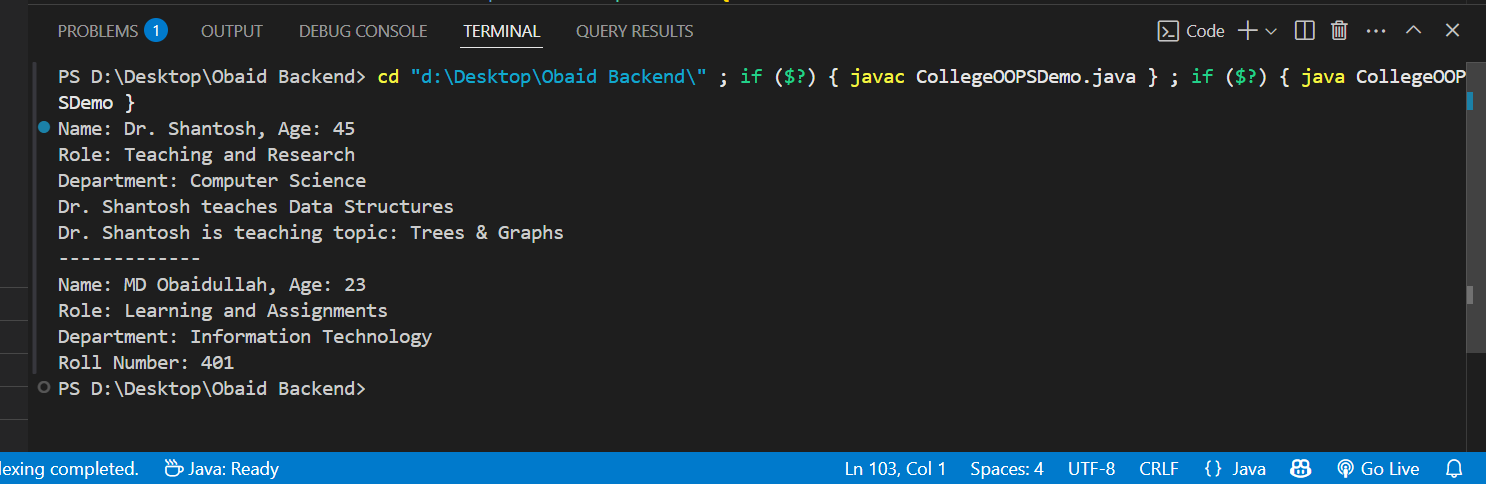 PROBLEMS 1 OUTPUT DEBUG CONSOLE TERMINAL QUERY RESULTS Code
PS D:\Desktop\Obaid Backend> cd "d:\Desktop\Obaid Backend\" ; if ($?) { javac CollegeOOPSDemo.java } ; if ($?) { java CollegeOOP
SDemo }
Name: Dr. Shantosh, Age: 45
Role: Teaching and Research
Department: Computer Science
Dr. Shantosh teaches Data Structures
Dr. Shantosh is teaching topic: Trees & Graphs
-------------
Name: MD Obaidullah, Age: 23
Role: Learning and Assignments
Department: Information Technology
Roll Number: 401
PS D:\Desktop\Obaid Backend>
completed. Java: Ready Ln 103, Col 1 Spaces: 4 UTF-8 CRLF {} Java Go Live